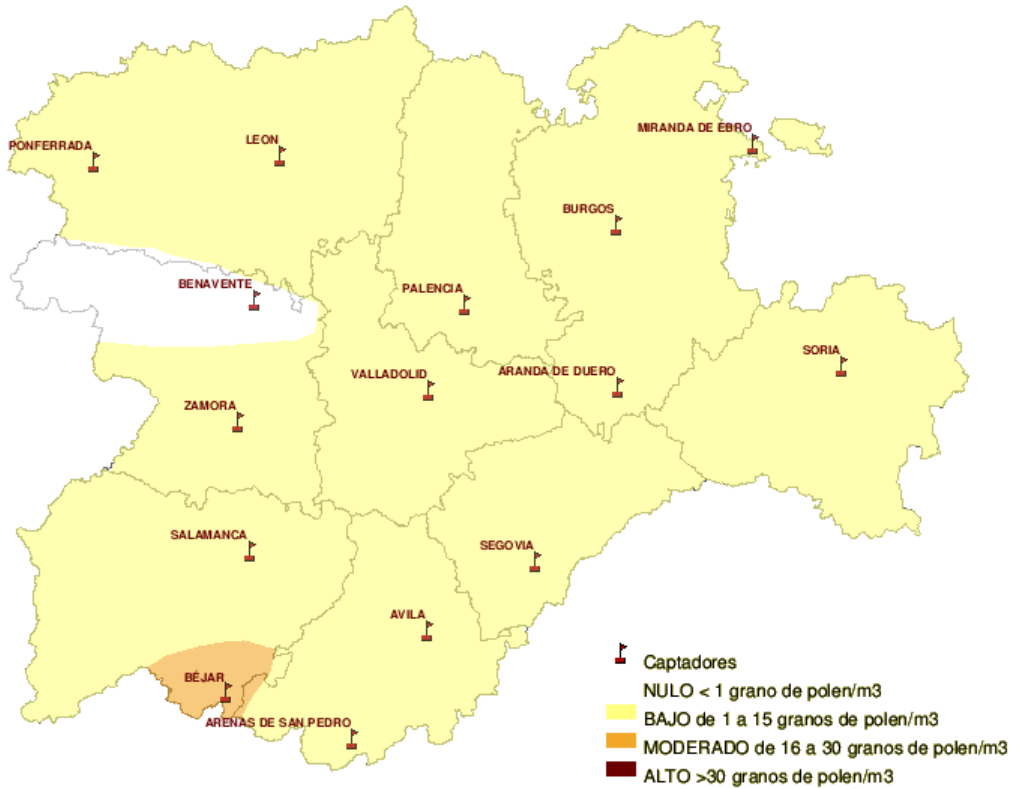 MIRANDA DE EBRO
PONFERRADA
LEON
BURGOS
BENAVENTE
PALENCIA
SORIA
VALLADOLID
ARANDA DE DUERO
ZAMORA
SALAMANCA
SEGOVIA
AVILA
BÉJAR
ARENAS DE SAN PEDRO
Captadores
NULO < 1 grano de polen/m3
BAJO de 1 a 15 granos de polen/m3
MODERADO de 16 a 30 granos de polen/m3
ALTO >30 granos de polen/m3